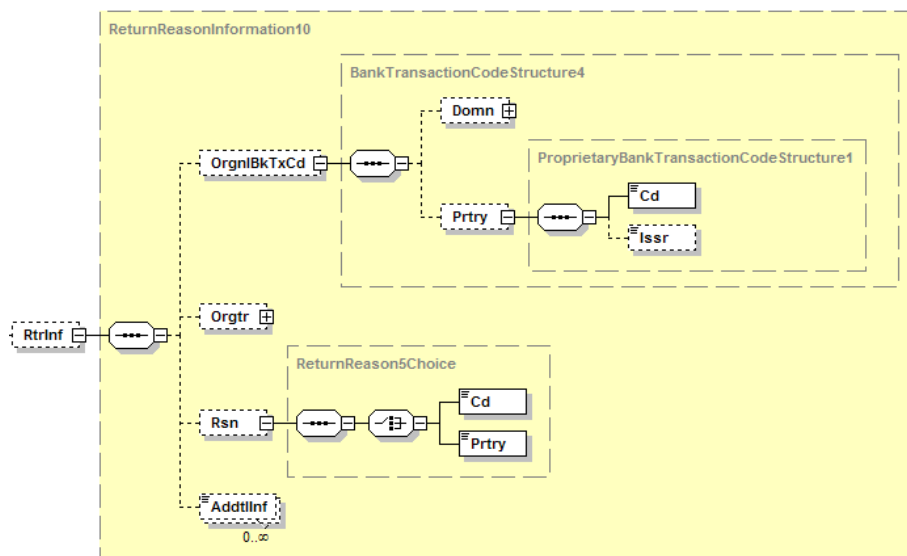 ReturnReasonInformation10
BankTransactionCodeStructure4
Domn
OrgnlBkTxCd
ProprietaryBankTransactionCodeStructure1
Cd
Prtry
Issr
Orgtr
RtrInf
ReturnReason5Choice
Cd
Rsn
Prtry
AddtlInf
0..∞